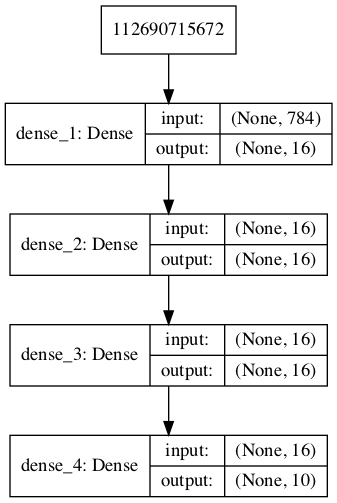 112690715672
dense_1: Dense
input: (None, 784)
output: (None, 16)
dense_2: Dense
input: (None, 16)
output: (None, 16)
dense_3: Dense
input: (None, 16)
output: (None, 16)
dense_4: Dense
input: (None, 16)
output: (None, 10)